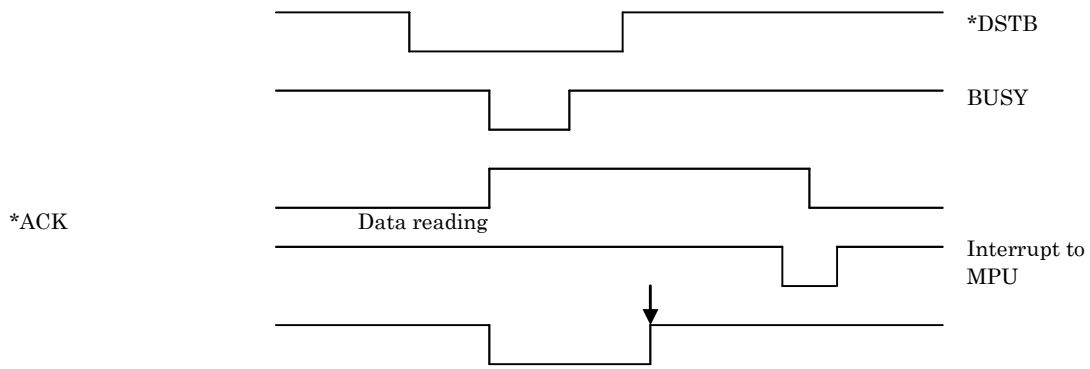 *DSTB
BUSY
*ACK
Data reading
Interrupt to
MPU